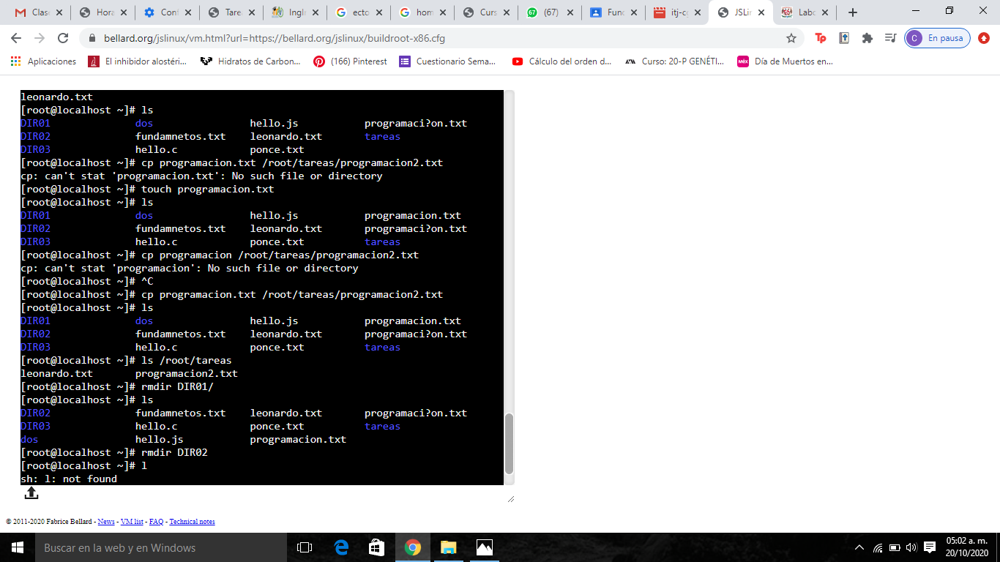 Clase
Hora
Conf
Tare
Ingl
ecto
hom
Curs
67 (67)
Func
itj-cg
JSLin
Labo
bellard.org/jslinux/vm.html?url=https://bellard.org/jslinux/buildroot-x86.cfg
Tp
C En pausa
Aplicaciones
El inhibidor alostéri...
Hidratos de Carbon...
(166) Pinterest
Cuestionario Sema...
Cálculo del orden d...
Curso: 20-P GENÉTI...
Día de Muertos en...
leonardo.txt
[root@localhost ~]# ls
DIR01 dos hello.js programaci?on.txt
DIR02 fundamnetos.txt leonardo.txt tareas
DIR03 hello.c ponce.txt
[root@localhost ~]# cp programacion.txt /root/tareas/programacion2.txt
cp: can't stat 'programacion.txt': No such file or directory
[root@localhost ~]# touch programacion.txt
[root@localhost ~]# ls
DIR01 dos hello.js programacion.txt
DIR02 fundamnetos.txt leonardo.txt programaci?on.txt
DIR03 hello.c ponce.txt tareas
[root@localhost ~]# cp programacion /root/tareas/programacion2.txt
cp: can't stat 'programacion': No such file or directory
[root@localhost ~]# ^C
[root@localhost ~]# cp programacion.txt /root/tareas/programacion2.txt
[root@localhost ~]# ls
DIR01 dos hello.js programacion.txt
DIR02 fundamnetos.txt leonardo.txt programaci?on.txt
DIR03 hello.c ponce.txt tareas
[root@localhost ~]# ls /root/tareas
leonardo.txt programacion2.txt
[root@localhost ~]# rmdir DIR01/
[root@localhost ~]# ls
DIR02 fundamnetos.txt leonardo.txt programaci?on.txt
DIR03 hello.c ponce.txt tareas
dos hello.js programacion.txt
[root@localhost ~]# rmdir DIR02
[root@localhost ~]# l
sh: l: not found
© 2011-2020 Fabrice Bellard - News - VM list - FAQ - Technical notes
Buscar en la web y en Windows
05:02 a. m.
20/10/2020